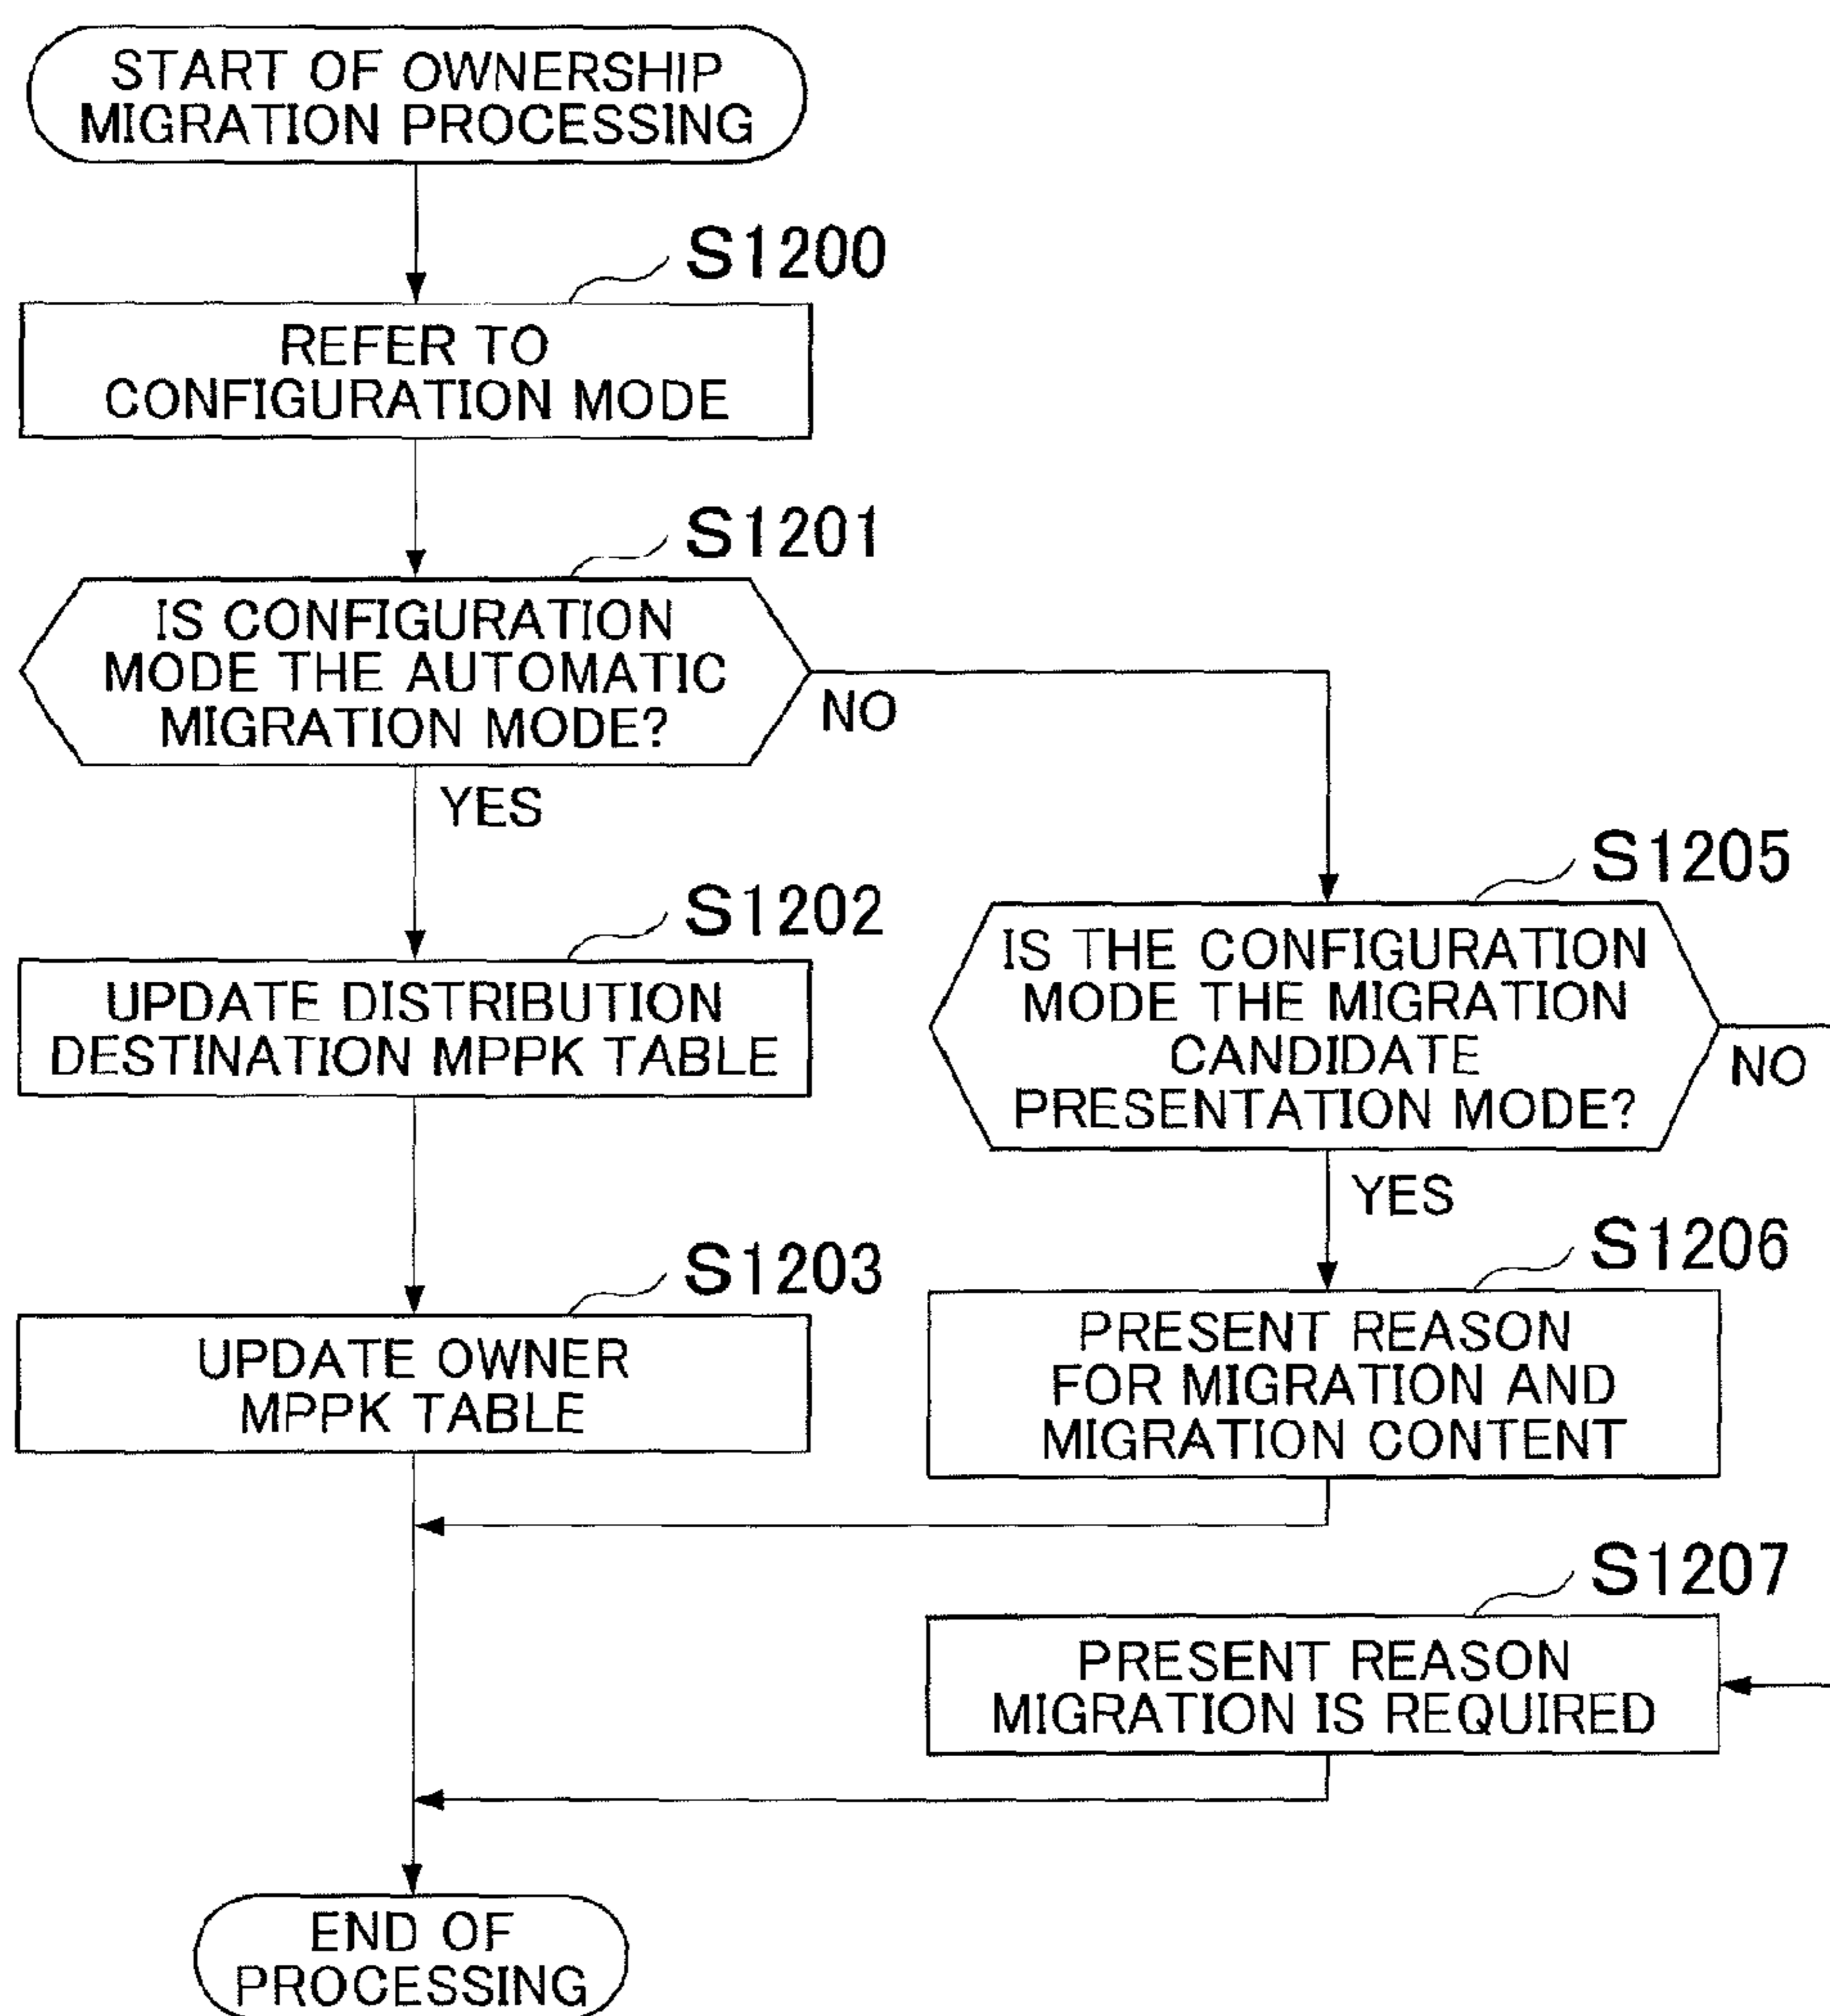 START OF OWNERSHIP
MIGRATION PROCESSING
S1200
REFER TO
CONFIGURATION MODE
S1201
IS CONFIGURATION
MODE THE AUTOMATIC
MIGRATION MODE?
NO
YES
S1202
UPDATE DISTRIBUTION
DESTINATION MPPK TABLE
S1203
UPDATE OWNER
MPPK TABLE
S1205
IS THE CONFIGURATION
MODE THE MIGRATION
CANDIDATE
PRESENTATION MODE?
NO
YES
S1206
PRESENT REASON
FOR MIGRATION AND
MIGRATION CONTENT
S1207
PRESENT REASON
MIGRATION IS REQUIRED
END OF
PROCESSING